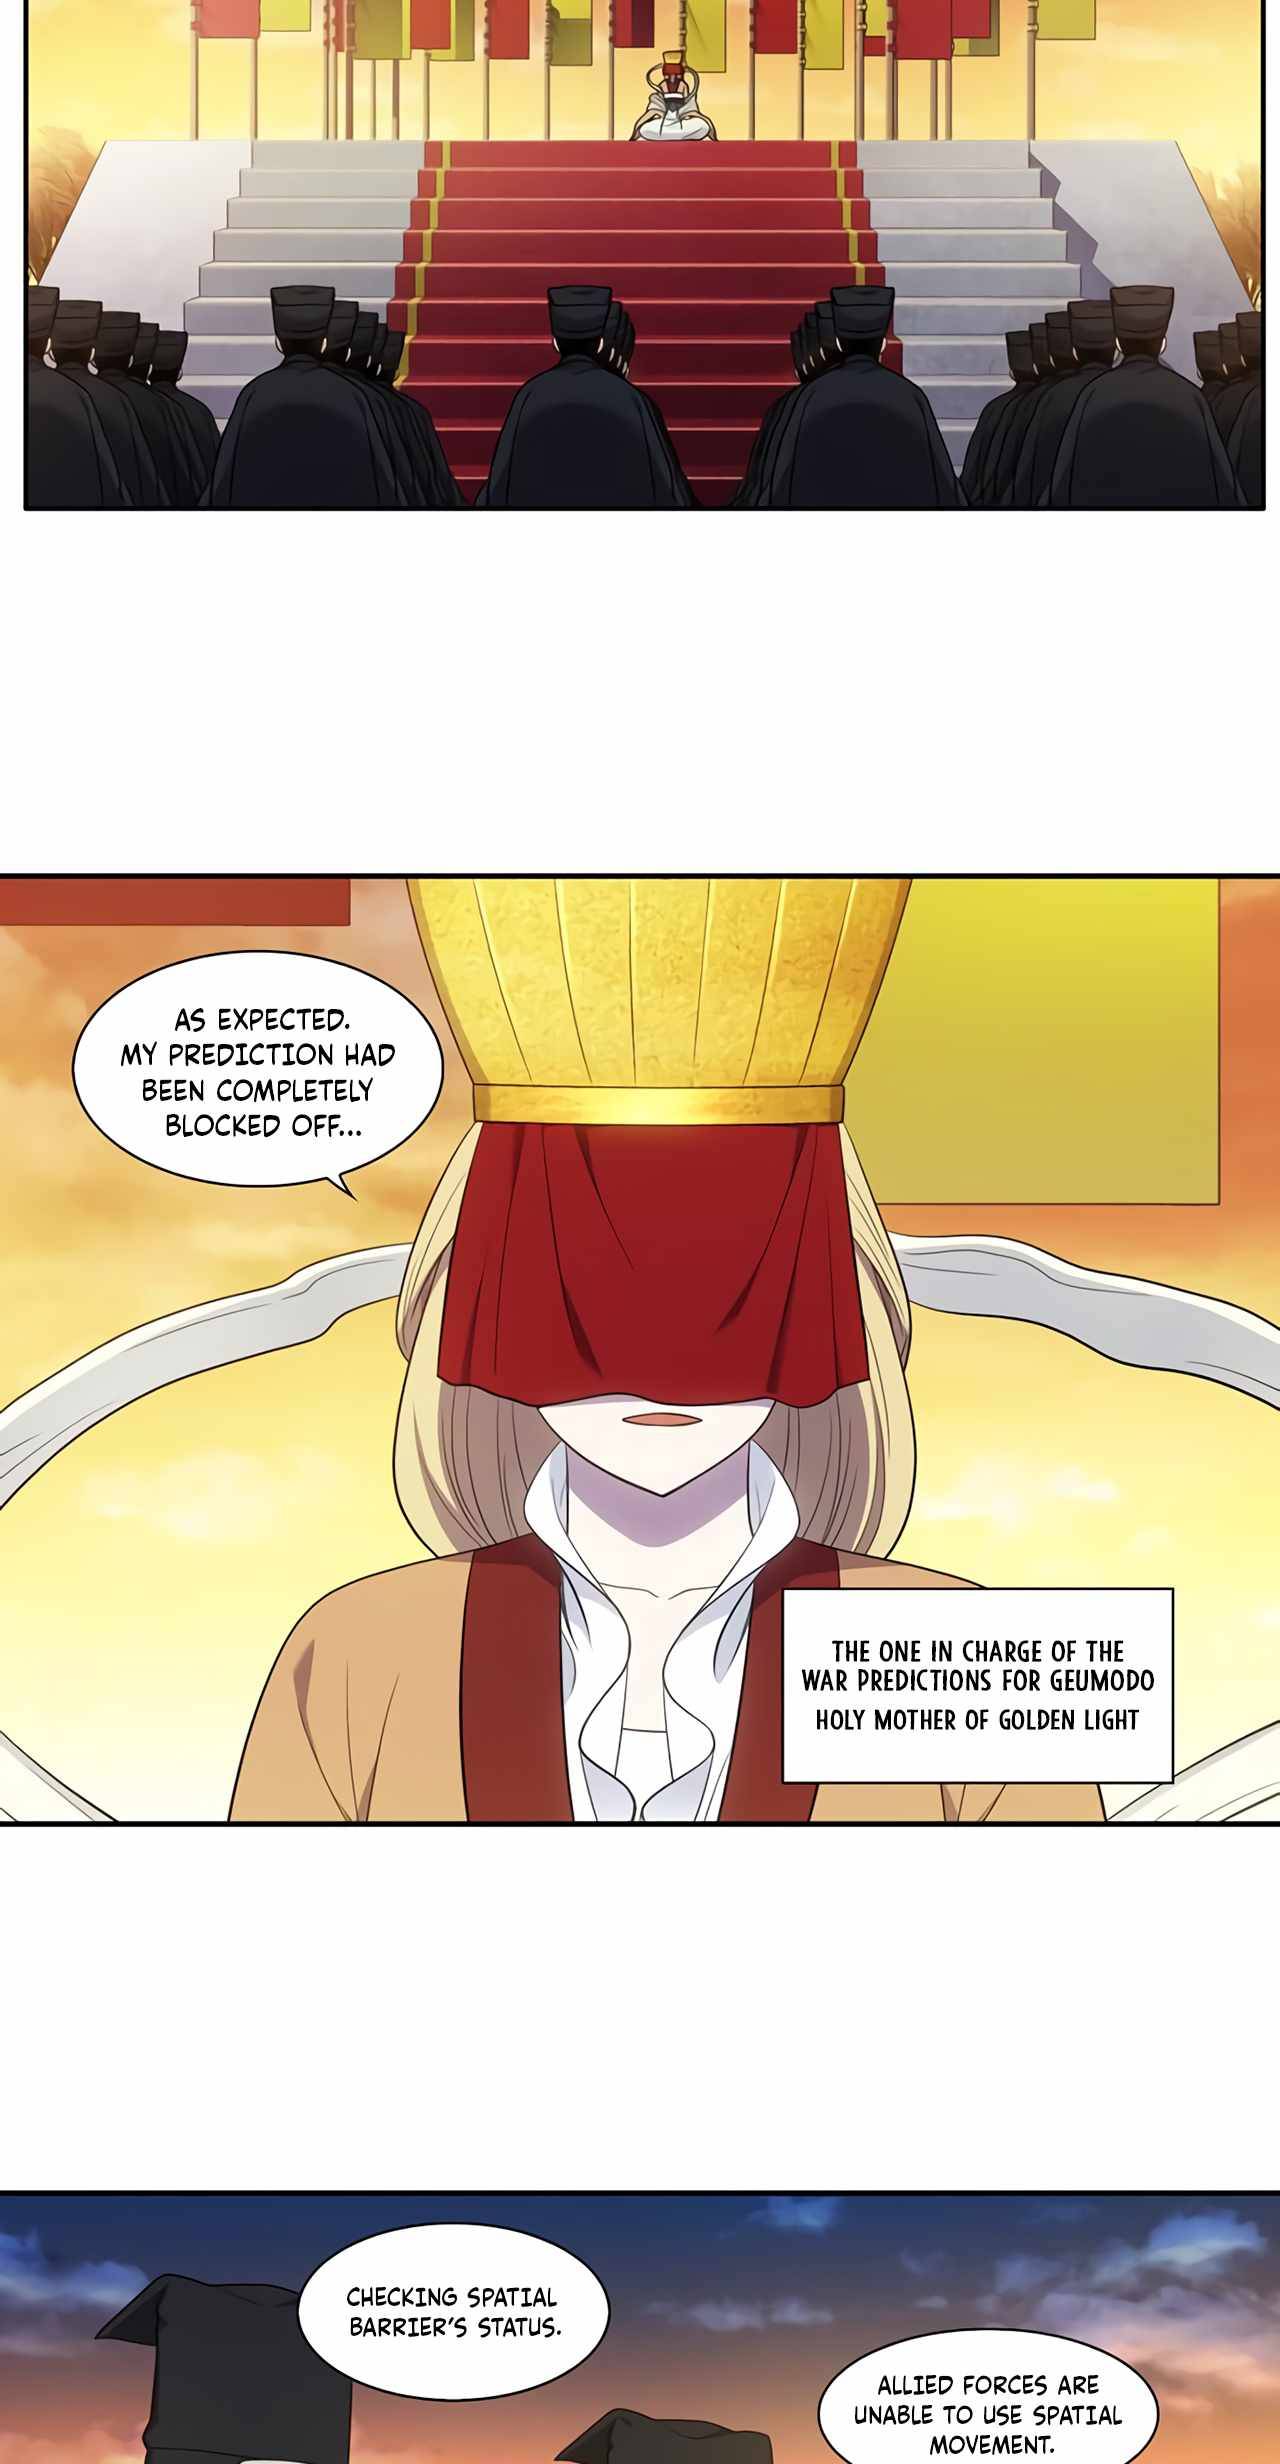 AS EXPECTED.
MY PREDICTION HAD
BEEN COMPLETELY
BLOCKED OFF...
THE ONE IN CHARGE OF THE
WAR PREDICTIONS FOR GEUMODO
HOLY MOTHER OF GOLDEN LIGHT
CHECKING SPATIAL
BARRIER'S STATUS.
ALLIED FORCES ARE
UNABLE TO USE SPATIAL
MOVEMENT.